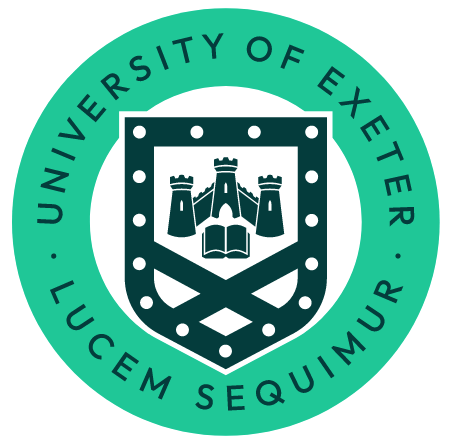 UNIVERSITY OF EXETER
· LUCEM SEQUIMUR ·